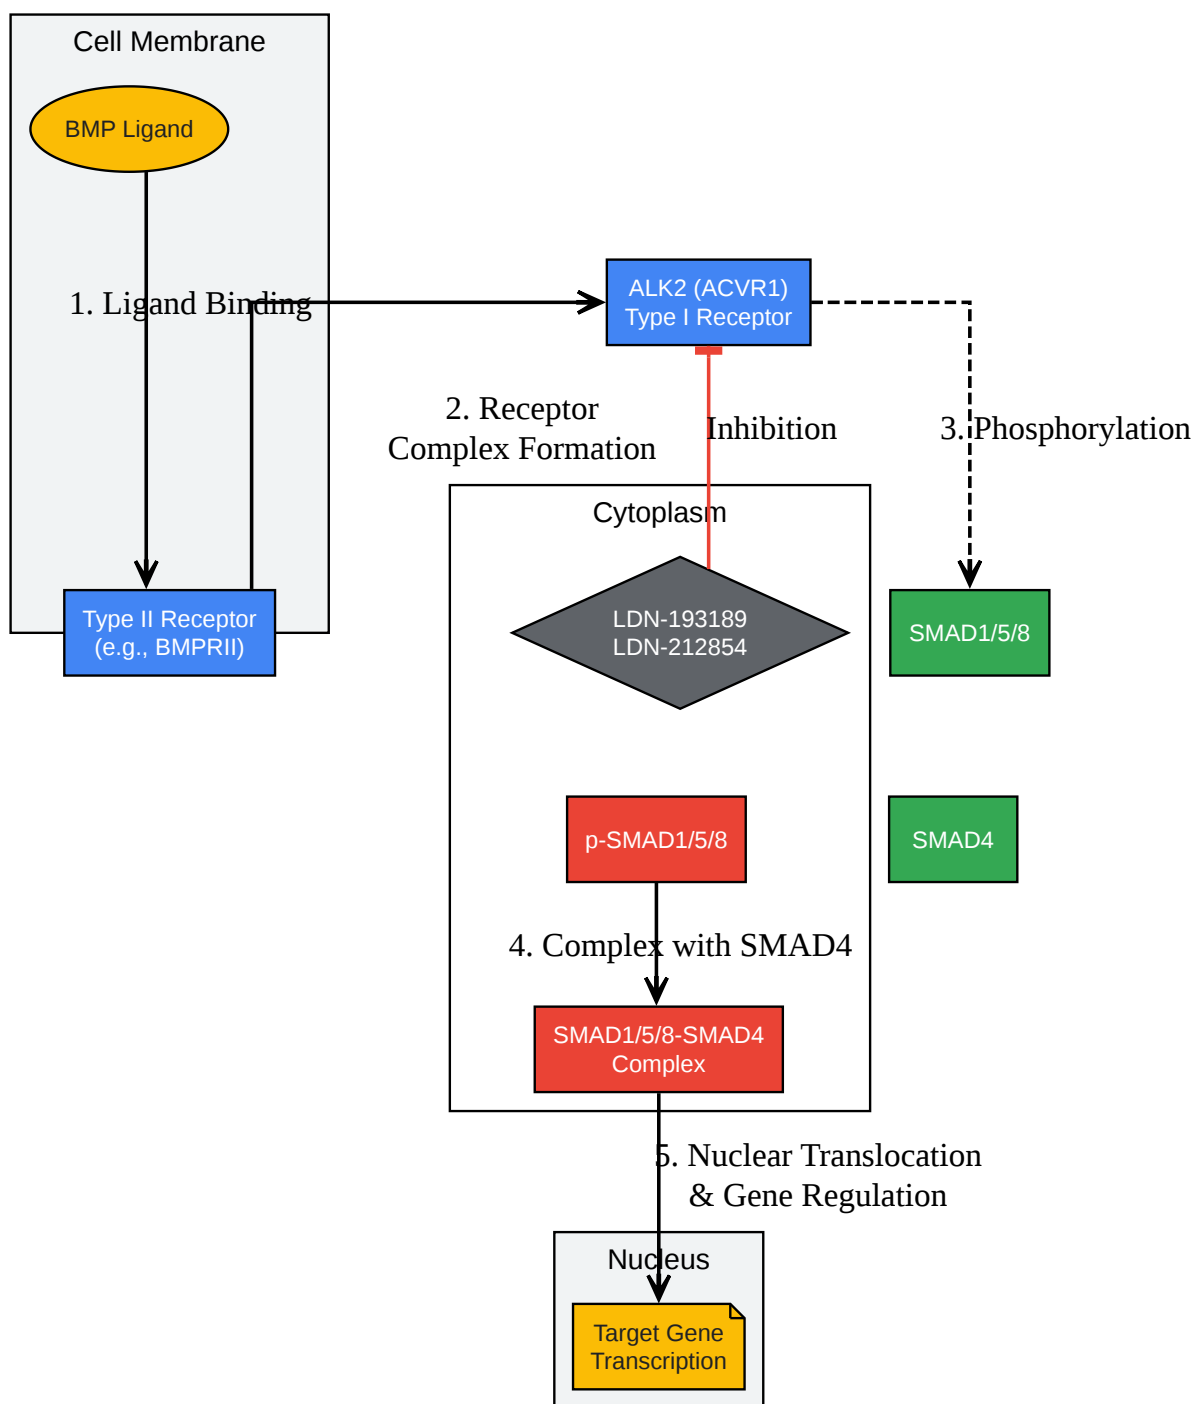 Cell Membrane
BMP Ligand
1. Ligand Binding
ALK2 (ACVR1)
Type I Receptor
2. Receptor
Complex Formation
Inhibition
3. Phosphorylation
Cytoplasm
Type II Receptor
(e.g., BMPRII)
LDN-193189
LDN-212854
SMAD1/5/8
p-SMAD1/5/8
SMAD4
4. Complex with SMAD4
SMAD1/5/8-SMAD4
Complex
5. Nuclear Translocation
& Gene Regulation
Nucleus
Target Gene
Transcription